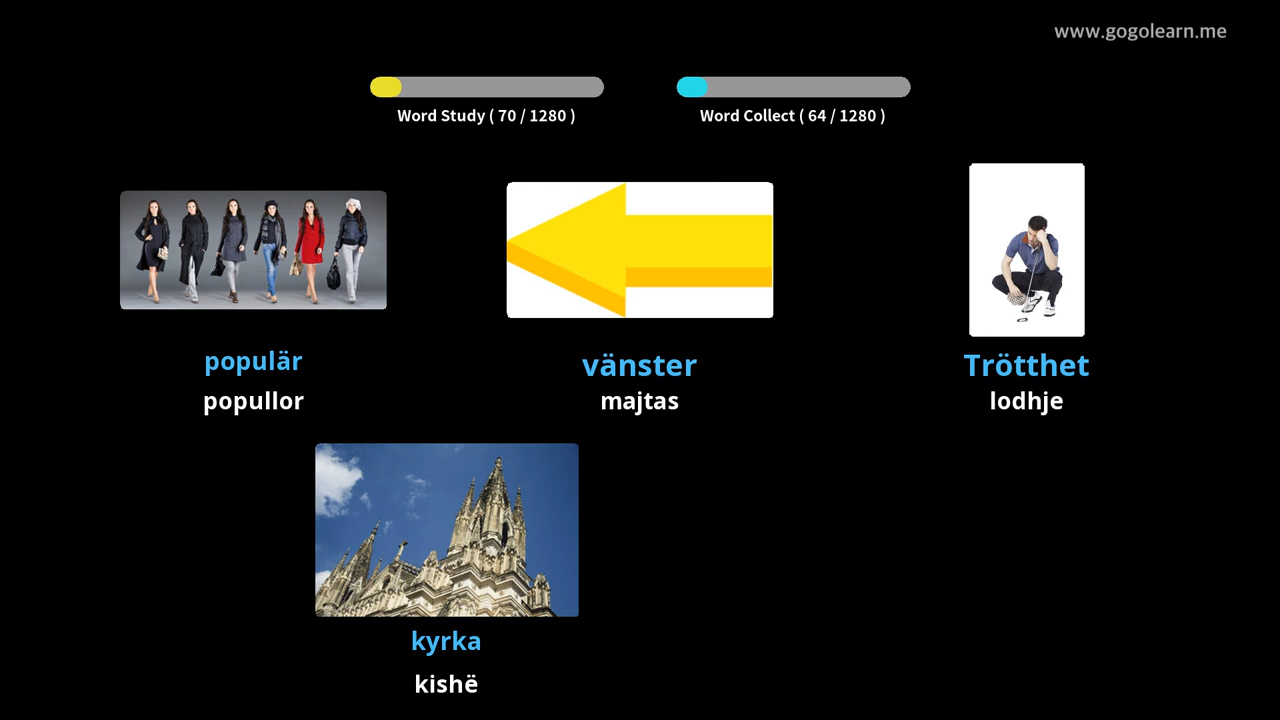 www.gogolearn.me
Word Study ( 70 / 1280 )
Word Collect ( 64 / 1280 )
populär
vänster
Trötthet
popullor
majtas
lodhje
kyrka
kishë